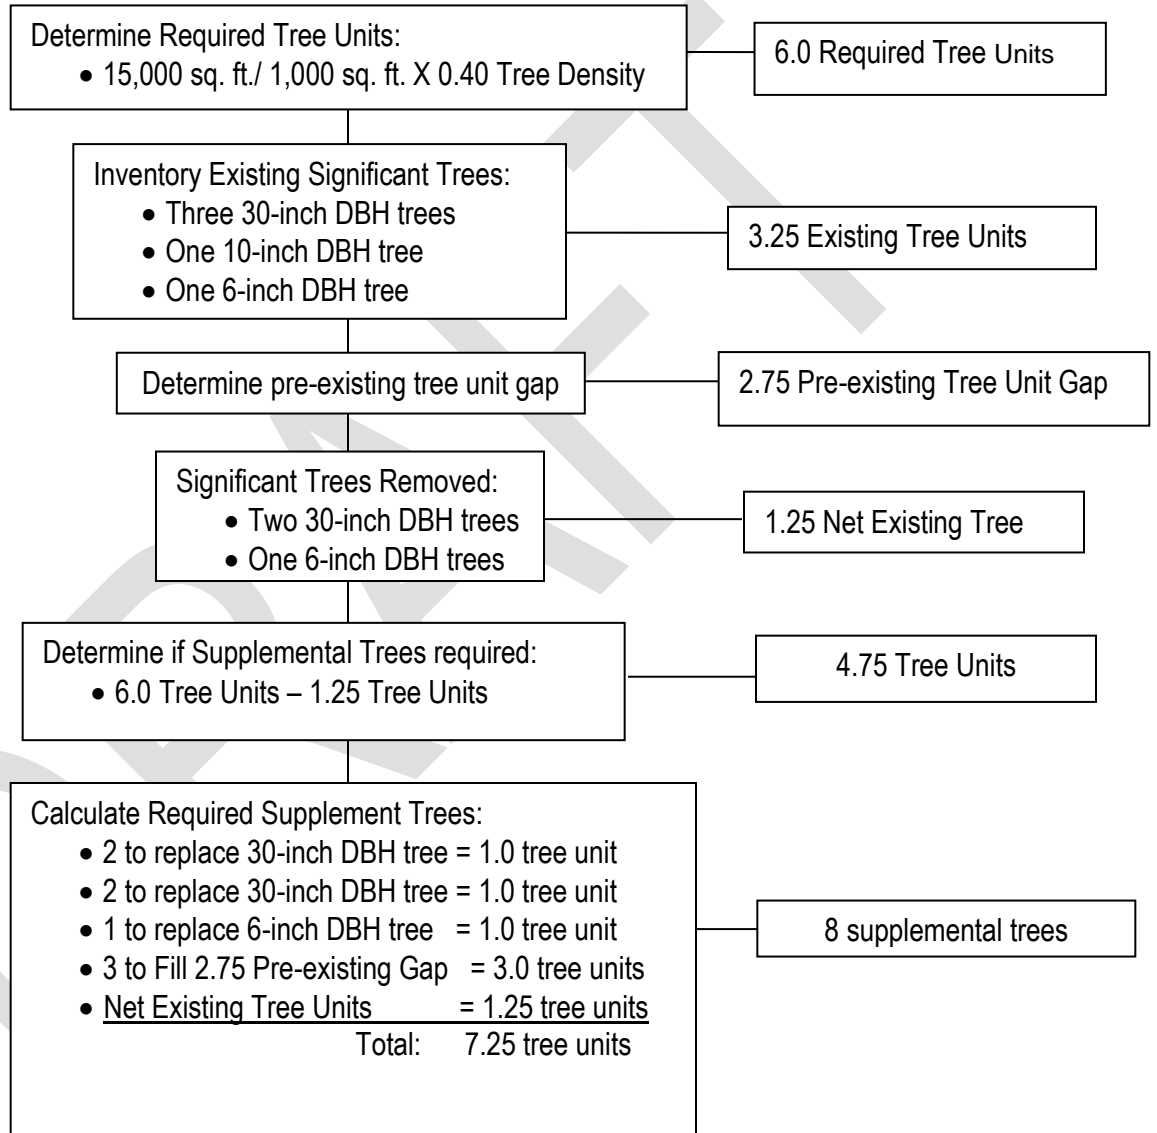 Determine Required Tree Units:
• 15,000 sq. ft./ 1,000 sq. ft. X 0.40 Tree Density
6.0 Required Tree Units
Inventory Existing Significant Trees:
• Three 30-inch DBH trees
• One 10-inch DBH tree
• One 6-inch DBH tree
3.25 Existing Tree Units
Determine pre-existing tree unit gap
2.75 Pre-existing Tree Unit Gap
Significant Trees Removed:
• Two 30-inch DBH trees
• One 6-inch DBH trees
1.25 Net Existing Tree
Determine if Supplemental Trees required:
• 6.0 Tree Units – 1.25 Tree Units
4.75 Tree Units
Calculate Required Supplement Trees:
• 2 to replace 30-inch DBH tree = 1.0 tree unit
• 2 to replace 30-inch DBH tree = 1.0 tree unit
• 1 to replace 6-inch DBH tree = 1.0 tree unit
• 3 to Fill 2.75 Pre-existing Gap = 3.0 tree units
• Net Existing Tree Units = 1.25 tree units
Total: 7.25 tree units
8 supplemental trees
DRAFT